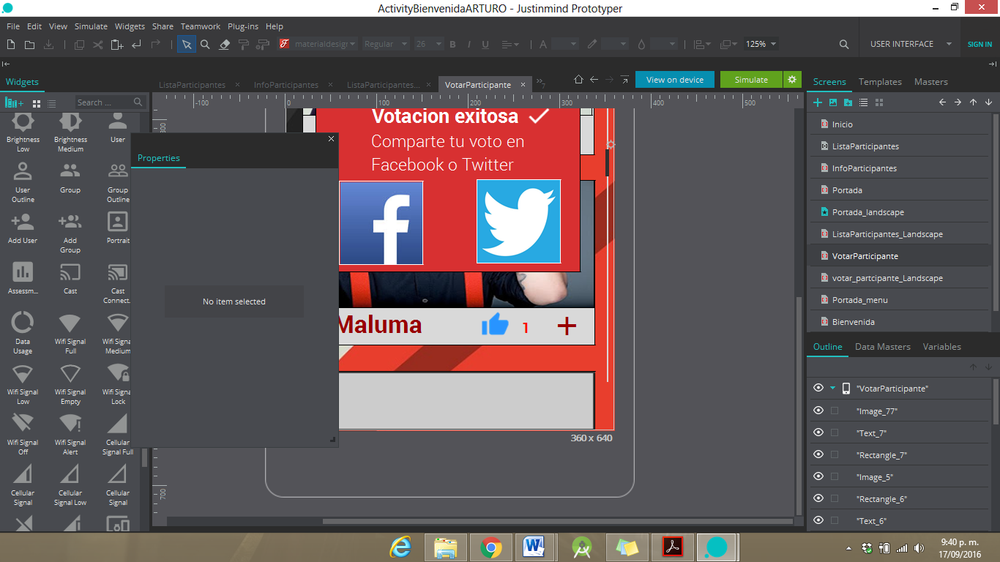 ActivityBienvenidaARTURO - Justinmind Prototyper
File Edit View Simulate Widgets Share Teamwork Plug-ins Help
materialdesig Regular 26 B I U A 125% USER INTERFACE SIGN IN
Widgets
ListaParticipantes × InfoParticipantes × ListaParticipantes... × VotarParticipante × 7
View on device Simulate
Screens Templates Masters
Search ...
-100 0 100 200 300 400 500
Brightness Low
Brightness Medium
User
User Outline
Group
Group Outline
Add User
Add Group
Portrait
Assessm...
Cast
Cast Connect.
Data Usage
Wifi Signal Full
Wifi Signa Medium
Wifi Signal Low
Wifi Signal Empty
Wifi Signal Lock
Wifi Signal Off
Wifi Signal Alert
Cellular Signal Full
Cellular Signal
Cellular Signal Low
Cellular Signal
Properties
No item selected
300
700
Votacion exitosa
Comparte tu voto en
Facebook o Twitter
f
Maluma 1 +
360 x 640
Inicio
ListaParticipantes
InfoParticipantes
Portada
Portada_landscape
ListaParticipantes_Landscape
VotarParticipante
votar_partcipante_Landscape
Portada_menu
Bienvenida
Outline Data Masters Variables
"VotarParticipante"
"Image_77"
"Text_7"
"Rectangle_7"
"Image_5"
"Rectangle_6"
"Text_6"
9:40 p. m.
17/09/2016